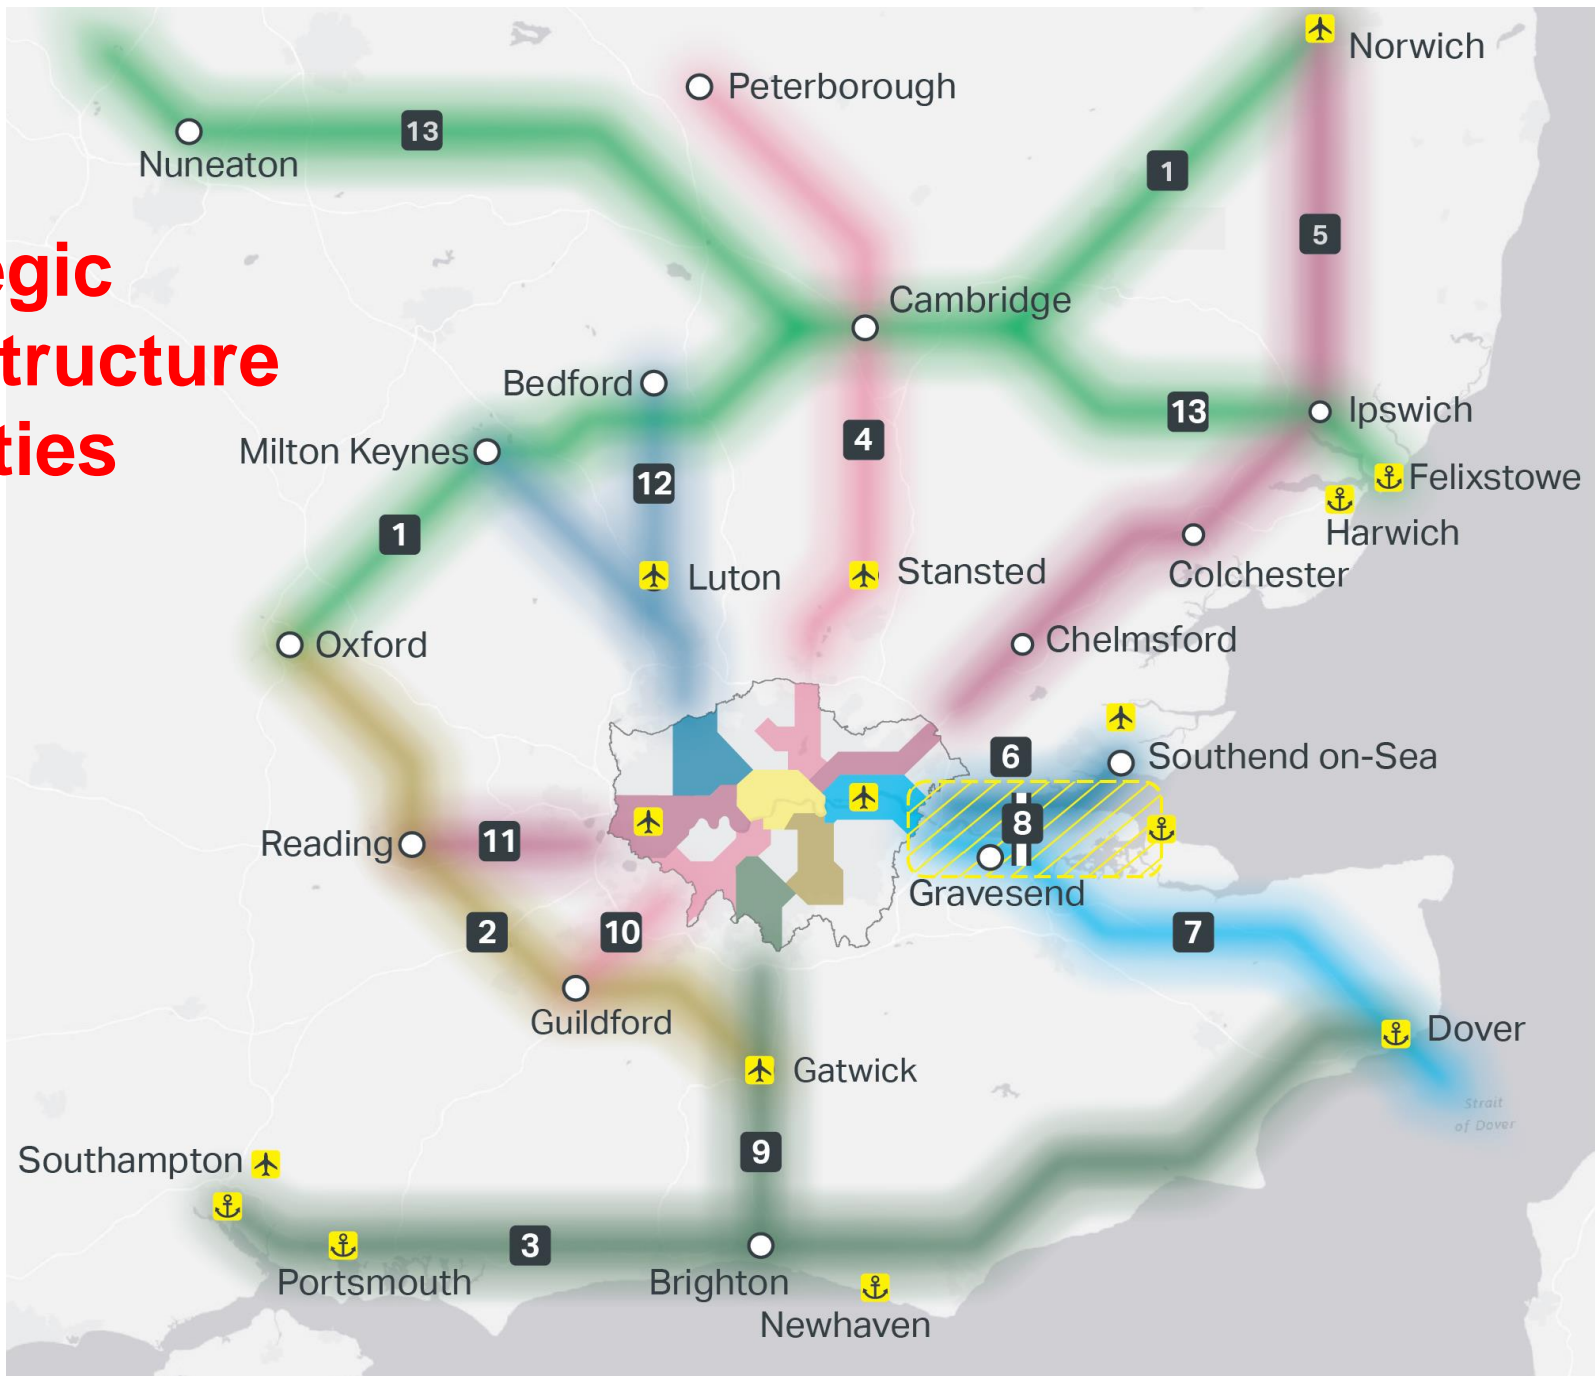 Norwich
Peterborough
13
Nuneaton
1
5
egic
Cambridge
tructure
Bedford
13
Ipswich
ties
Milton Keynes
4
12
Felixstowe
1
Harwich
Luton
Stansted
Colchester
Oxford
Chelmsford
6
Southend on-Sea
8
Reading
11
Gravesend
2
10
7
Guildford
Dover
Gatwick
Strait
of Dover
9
Southampton
3
Portsmouth
Brighton
Newhaven